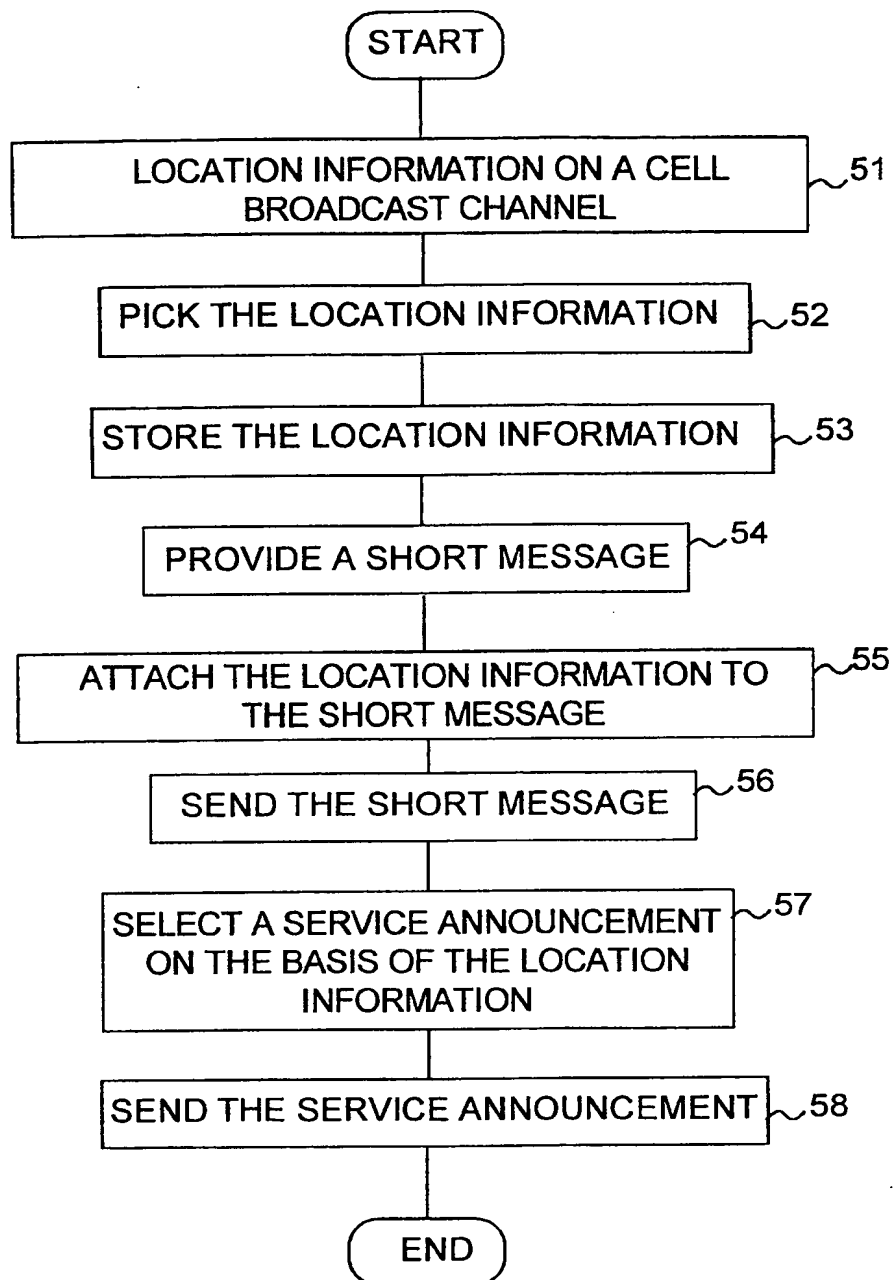 START
LOCATION INFORMATION ON A CELL
BROADCAST CHANNEL
51
PICK THE LOCATION INFORMATION
52
STORE THE LOCATION INFORMATION
53
PROVIDE A SHORT MESSAGE
54
ATTACH THE LOCATION INFORMATION TO
THE SHORT MESSAGE
55
SEND THE SHORT MESSAGE
56
SELECT A SERVICE ANNOUNCEMENT
ON THE BASIS OF THE LOCATION
INFORMATION
57
SEND THE SERVICE ANNOUNCEMENT
58
END